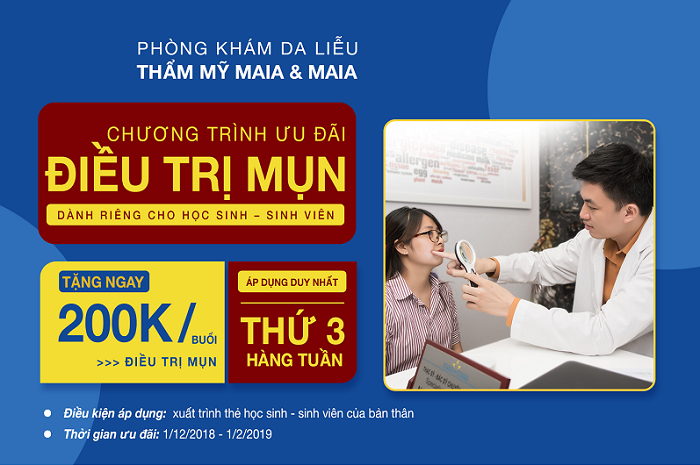 PHÒNG KHÁM DA LIỄU
THẨM MỸ MAIA & MAIA
CHƯƠNG TRÌNH ƯU ĐÃI
ĐIỀU TRỊ MỤN
DÀNH RIÊNG CHO HỌC SINH – SINH VIÊN
TẶNG NGAY
200K/BUỔI
>>> ĐIỀU TRỊ MỤN
ÁP DỤNG DUY NHẤT
THỨ 3
HÀNG TUẦN
Điều kiện áp dụng: xuất trình thẻ học sinh - sinh viên của bản thân
Thời gian ưu đãi: 1/12/2018 - 1/2/2019
disease
allergen
egg